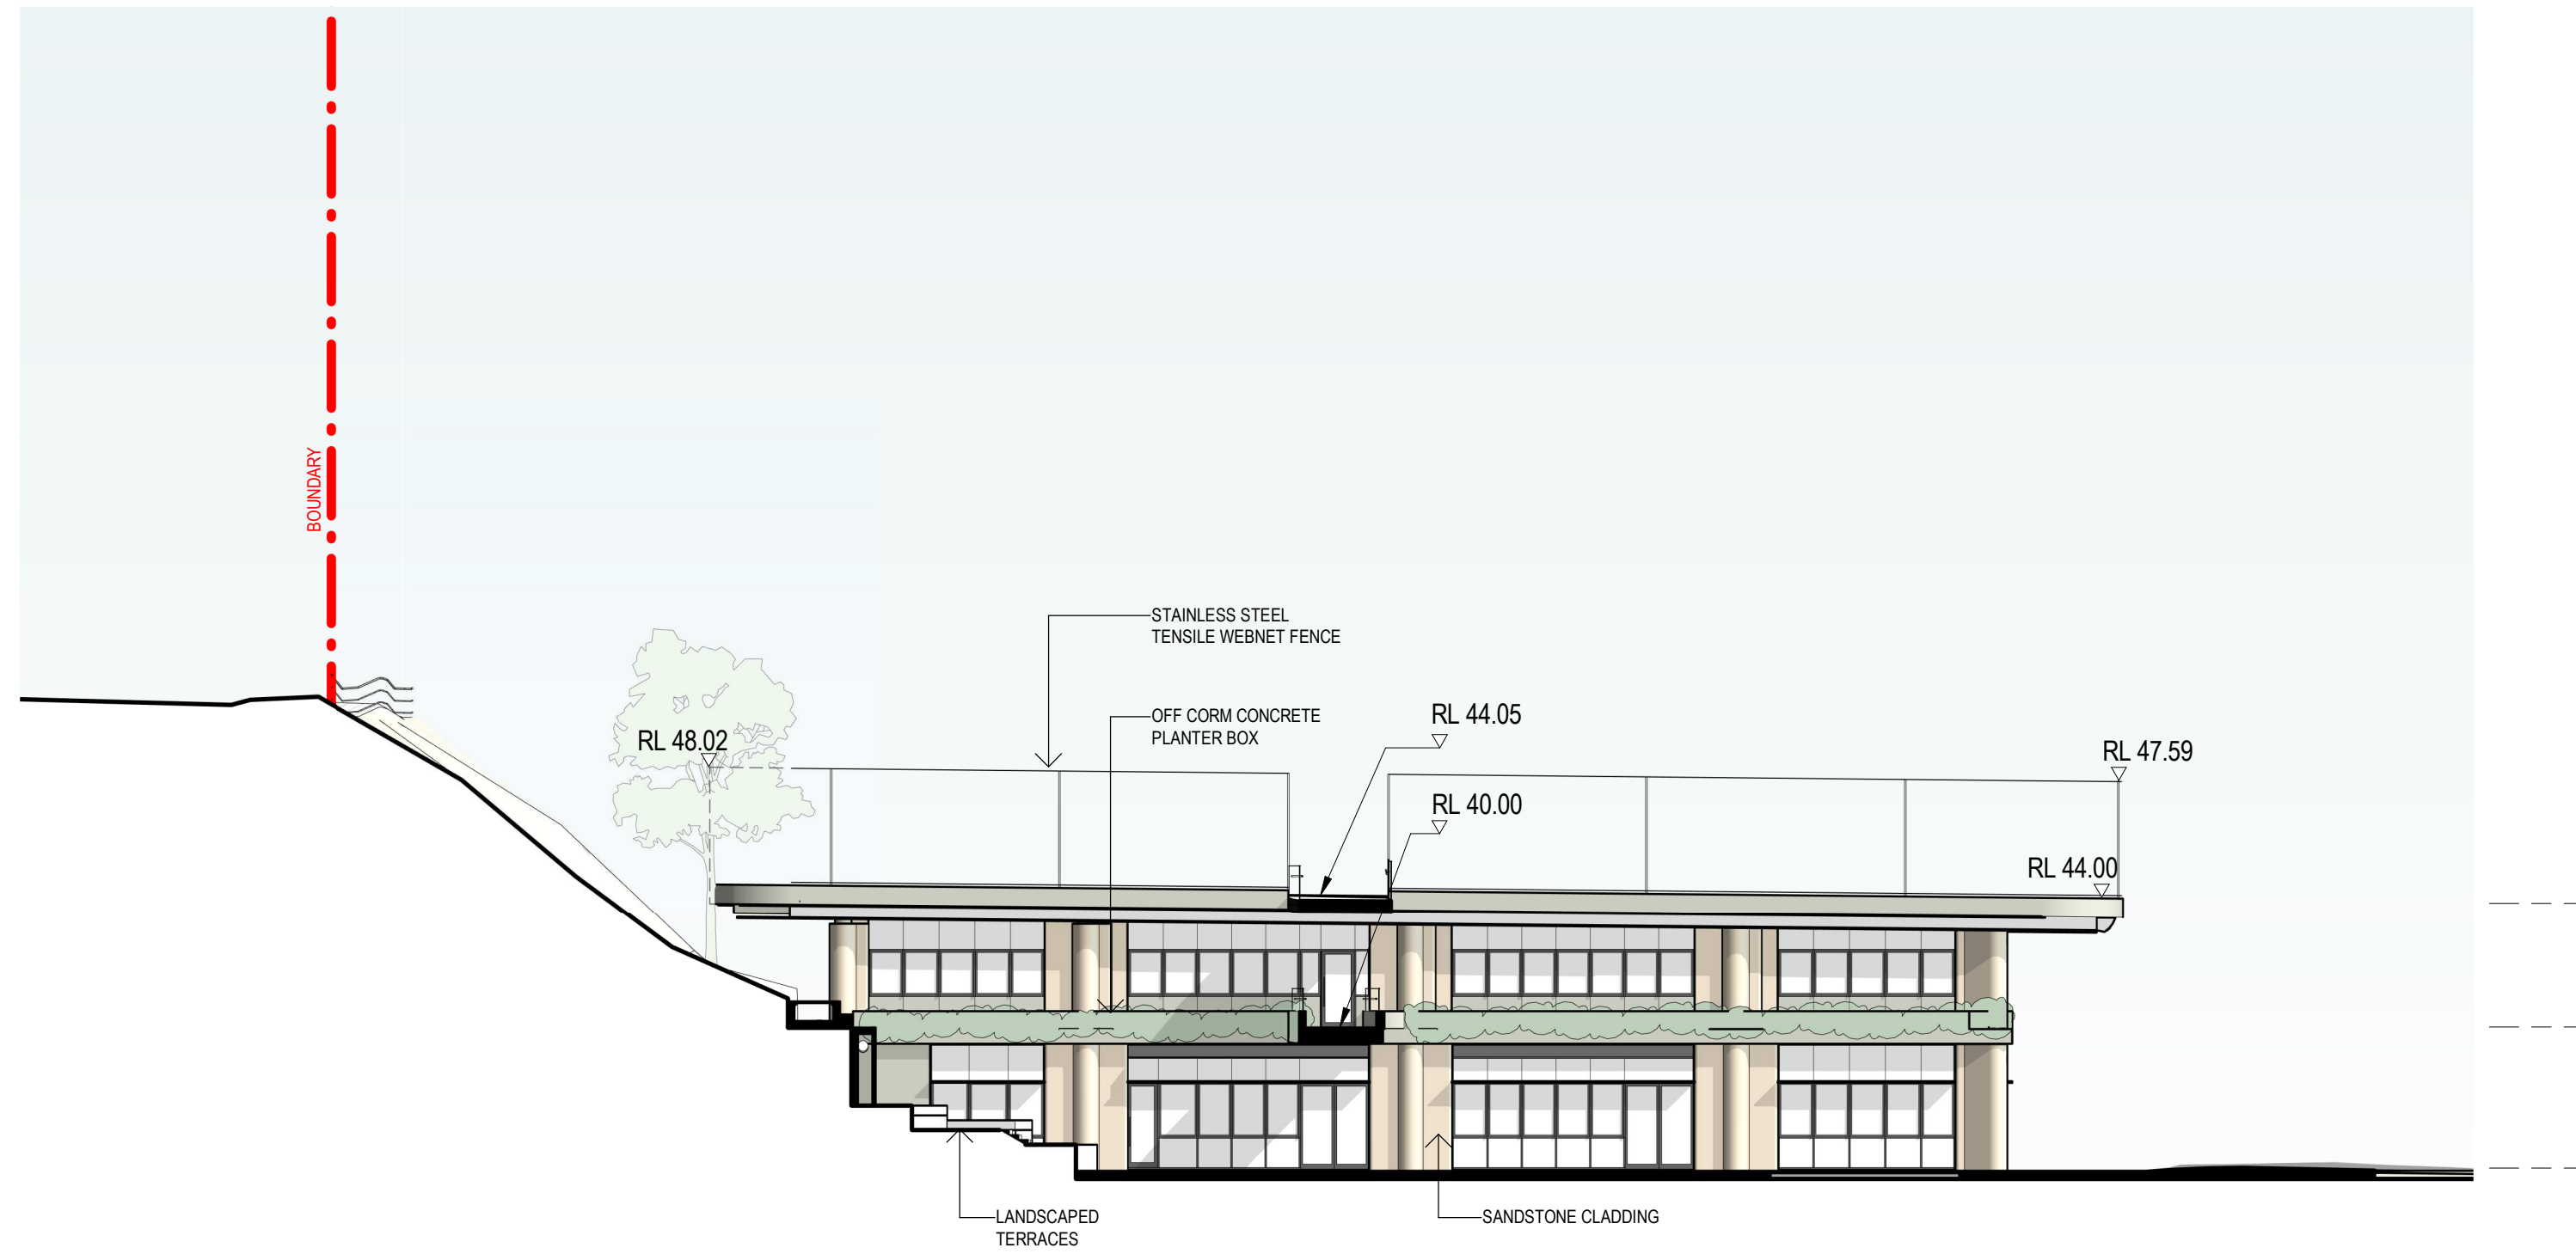 BOUNDARY
STAINLESS STEEL
TENSILE WEBNET FENCE
OFF CORM CONCRETE
PLANTER BOX
RL 44.05
RL 48.02
RL 47.59
RL 40.00
RL 44.00
LANDSCAPED
TERRACES
SANDSTONE CLADDING